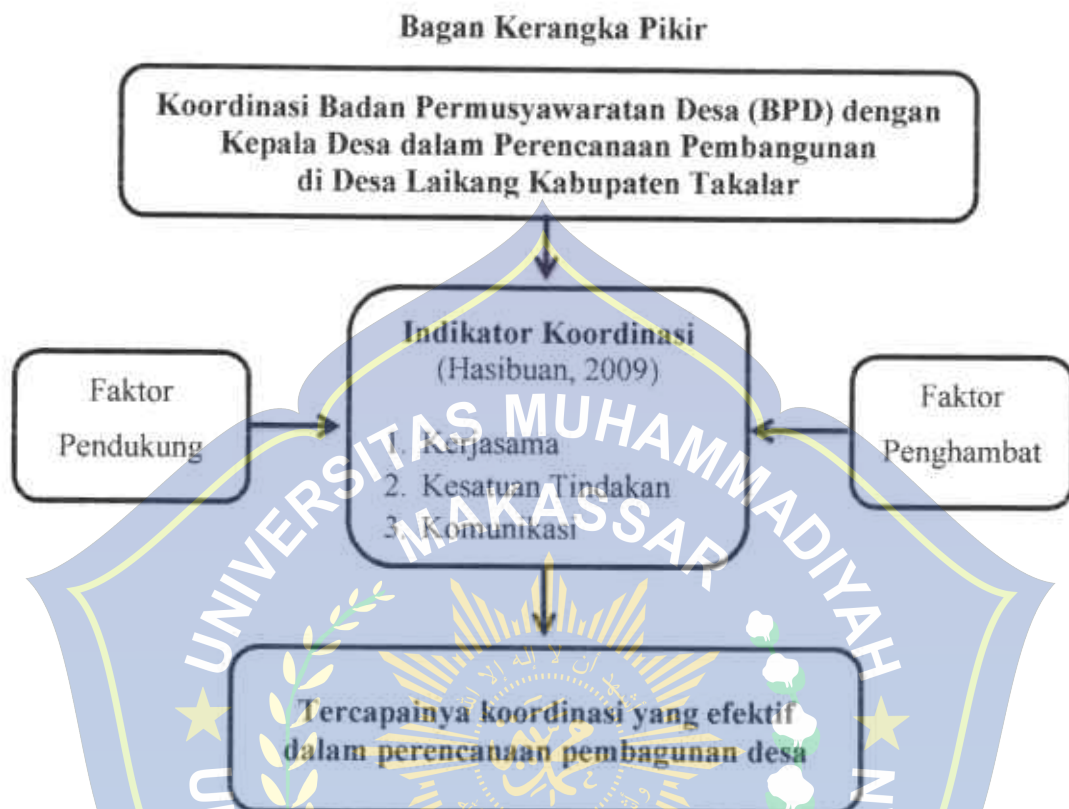 Bagan Kerangka Pikir
Koordinasi Badan Permusyawaratan Desa (BPD) dengan
Kepala Desa dalam Perencanaan Pembangunan
di Desa Laikang Kabupaten Takalar
Indikator Koordinasi
(Hasibuan, 2009)
1. Kerjasama
2. Kesatuan Tindakan
3. Komunikasi
Faktor
Pendukung
Faktor
Penghambat
Tercapainya koordinasi yang efektif
dalam perencanaan pembagunan desa
UNIVERSITAS MUHAMMADIYAH
MAKASSAR